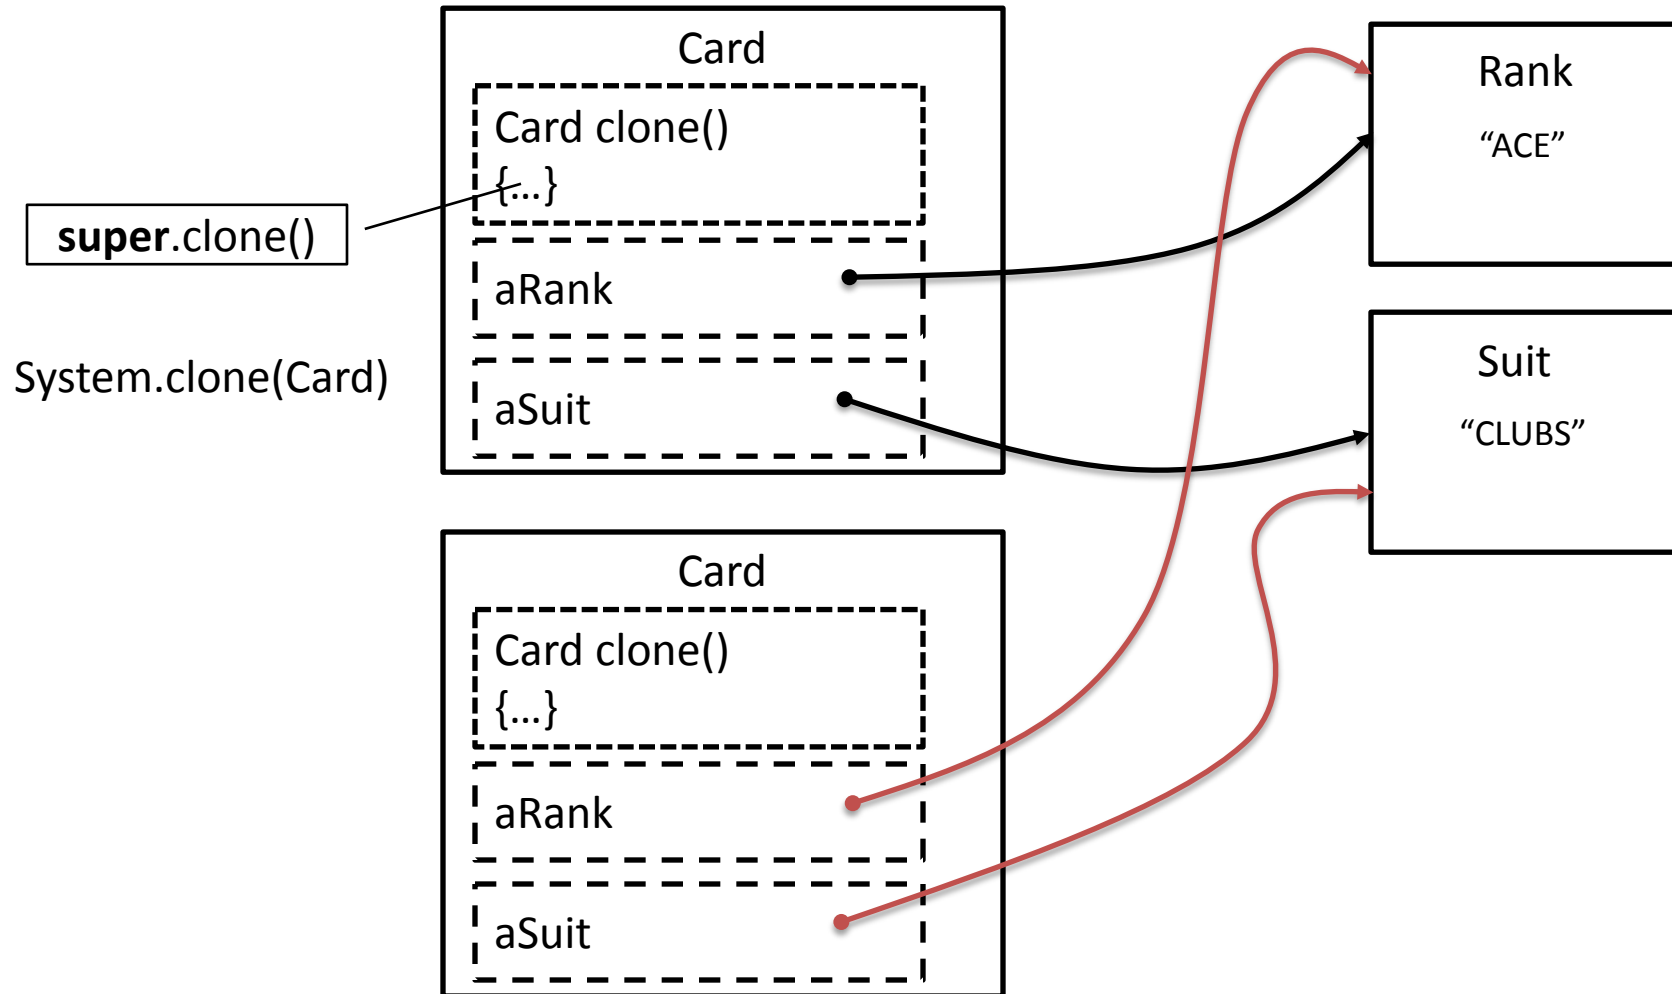 Card
Card clone()
{…}
super.clone()
aRank
System.clone(Card)
aSuit
Rank
“ACE”
Suit
“CLUBS”
Card
Card clone()
{…}
aRank
aSuit